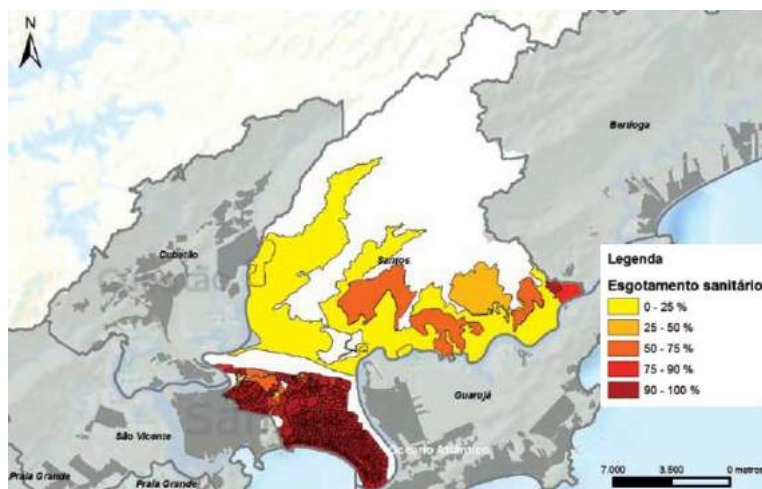 N
Bertioga
Cubatão
Santos
Guarujá
São Vicente
Oceano Atlântico
Praia Grande
Praia Grande
Legenda
Esgotamento sanitário
0 - 25 %
25 - 50 %
50 - 75 %
75 - 90 %
90 - 100 %
7.000 3.500 0 metros